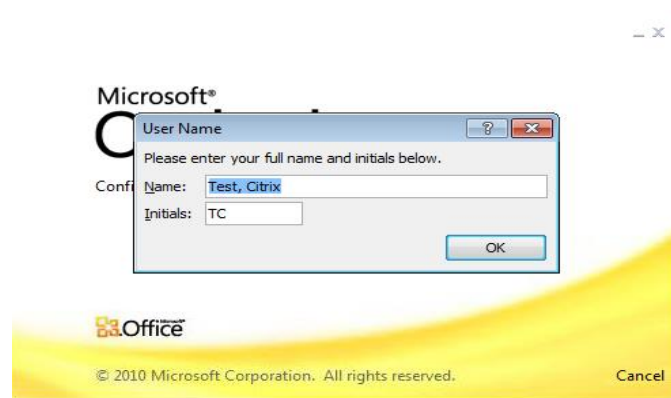 Microsoft®
User Name
Please enter your full name and initials below.
Confi
Name: Test, Citrix
Initials: TC
OK
Office
© 2010 Microsoft Corporation. All rights reserved.
Cancel